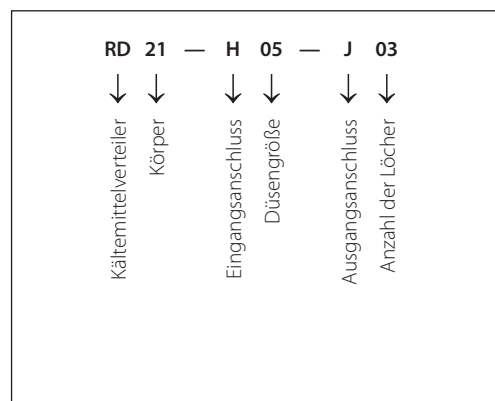 RD 21 — H 05 — J 03
Kältemittelverteiler
Körper
Eingangsanschluss
Düsengröße
Ausgangsanschluss
Anzahl der Löcher